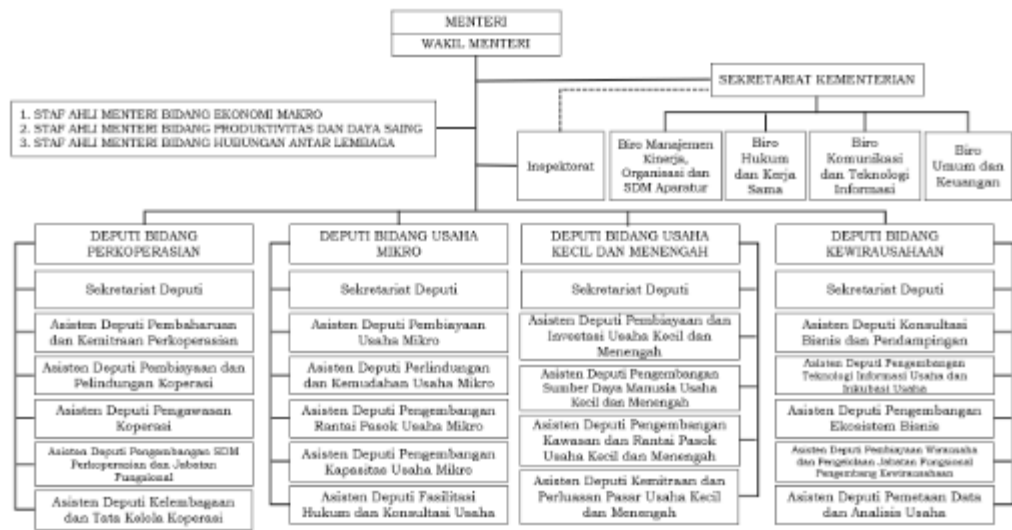 MENTERI
WAKIL MENTERI
SEKRETARIAT KEMENTERIAN
1. STAF AHLI MENTERI BIDANG EKONOMI MAKRO
2. STAF AHLI MENTERI BIDANG PRODUKTIVITAS DAN DAYA SAING
3. STAF AHLI MENTERI BIDANG HUBUNGAN ANTAR LEMBAGA
Inspektorat
Biro Manajemen
Kinerja,
Organisasi dan
SDM Aparatur
Biro
Hukum
dan Kerja
Sama
Biro
Komunikasi
dan Teknologi
Informasi
Biro
Umum dan
Keuangan
DEPUTI BIDANG
PERKOPERASIAN
Sekretariat Deputi
Asisten Deputi Pembaharuan
dan Kemitraan Perkoperasian
Asisten Deputi Pembiayaan dan
Pelindungan Koperasi
Asisten Deputi Pengawasan
Koperasi
Asisten Deputi Pengembangan SDM
Perkoperasian dan Jabatan
Fungsional
Asisten Deputi Kelembagaan
dan Tata Kelola Koperasi
DEPUTI BIDANG USAHA
MIKRO
Sekretariat Deputi
Asisten Deputi Pembiayaan
Usaha Mikro
Asisten Deputi Perlindungan
dan Kemudahan Usaha Mikro
Asisten Deputi Pengembangan
Rantai Pasok Usaha Mikro
Asisten Deputi Pengembangan
Kapasitas Usaha Mikro
Asisten Deputi Fasilitasi
Hukum dan Konsultasi Usaha
DEPUTI BIDANG USAHA
KECIL DAN MENENGAH
Sekretariat Deputi
Asisten Deputi Pembiayaan dan
Investasi Usaha Kecil dan
Menengah
Asisten Deputi Pengembangan
Sumber Daya Manusia Usaha
Kecil dan Menengah
Asisten Deputi Pengembangan
Kawasan dan Rantai Pasok
Usaha Kecil dan Menengah
Asisten Deputi Kemitraan dan
Perluasan Pasar Usaha Kecil dan
Menengah
DEPUTI BIDANG
KEWIRAUSAHAAN
Sekretariat Deputi
Asisten Deputi Konsultasi
Bisnis dan Pendampingan
Asisten Deputi Pengembangan
Teknologi Informasi Usaha dan
Inkubasi Usaha
Asisten Deputi Pengembangan
Ekosistem Bisnis
Asisten Deputi Pembiayaan Wirausaha
dan Pengelolaan Jabatan Fungsional
Pengembang Kewirausahaan
Asisten Deputi Pemetaan Data
dan Analisis Usaha